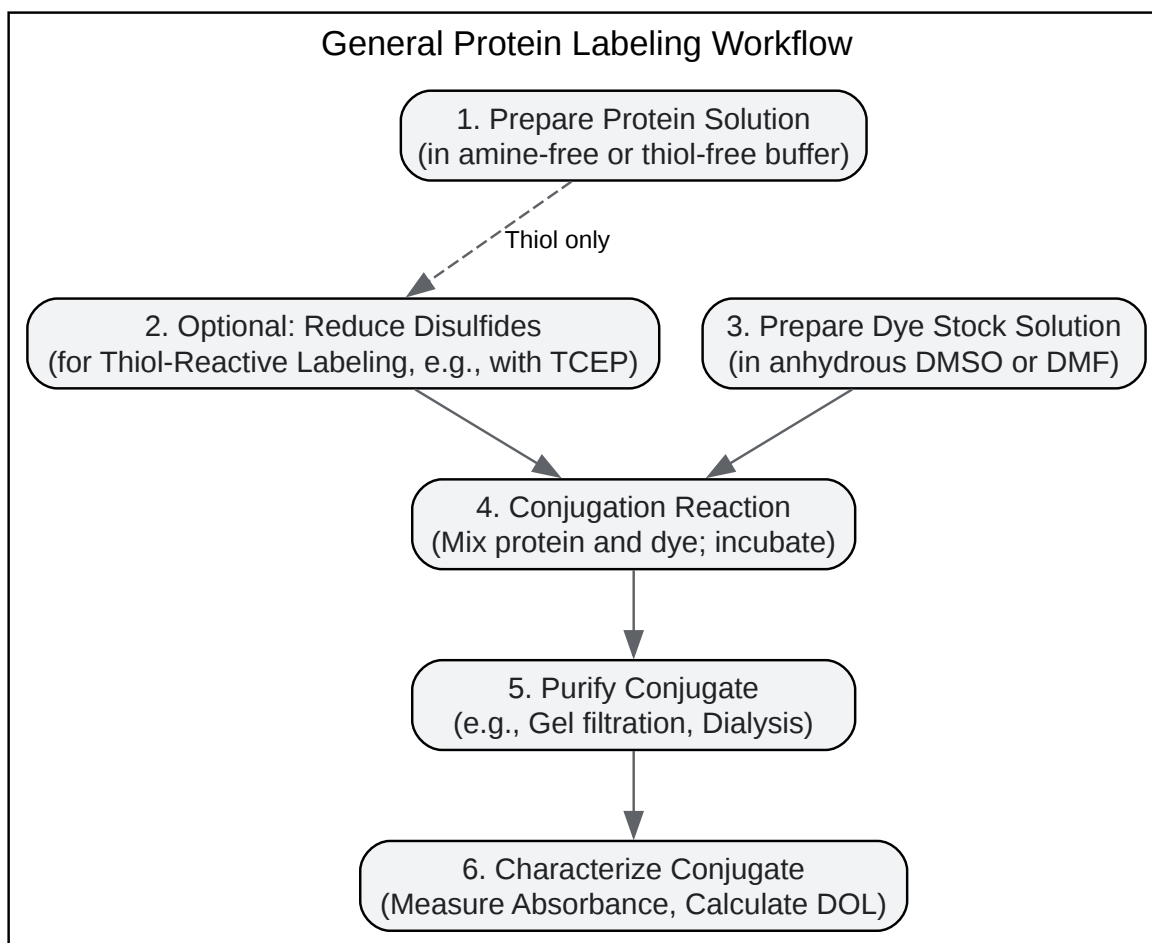 General Protein Labeling Workflow
1. Prepare Protein Solution
(in amine-free or thiol-free buffer)
Thiol only
2. Optional: Reduce Disulfides
(for Thiol-Reactive Labeling, e.g., with TCEP)
3. Prepare Dye Stock Solution
(in anhydrous DMSO or DMF)
4. Conjugation Reaction
(Mix protein and dye; incubate)
5. Purify Conjugate
(e.g., Gel filtration, Dialysis)
6. Characterize Conjugate
(Measure Absorbance, Calculate DOL)